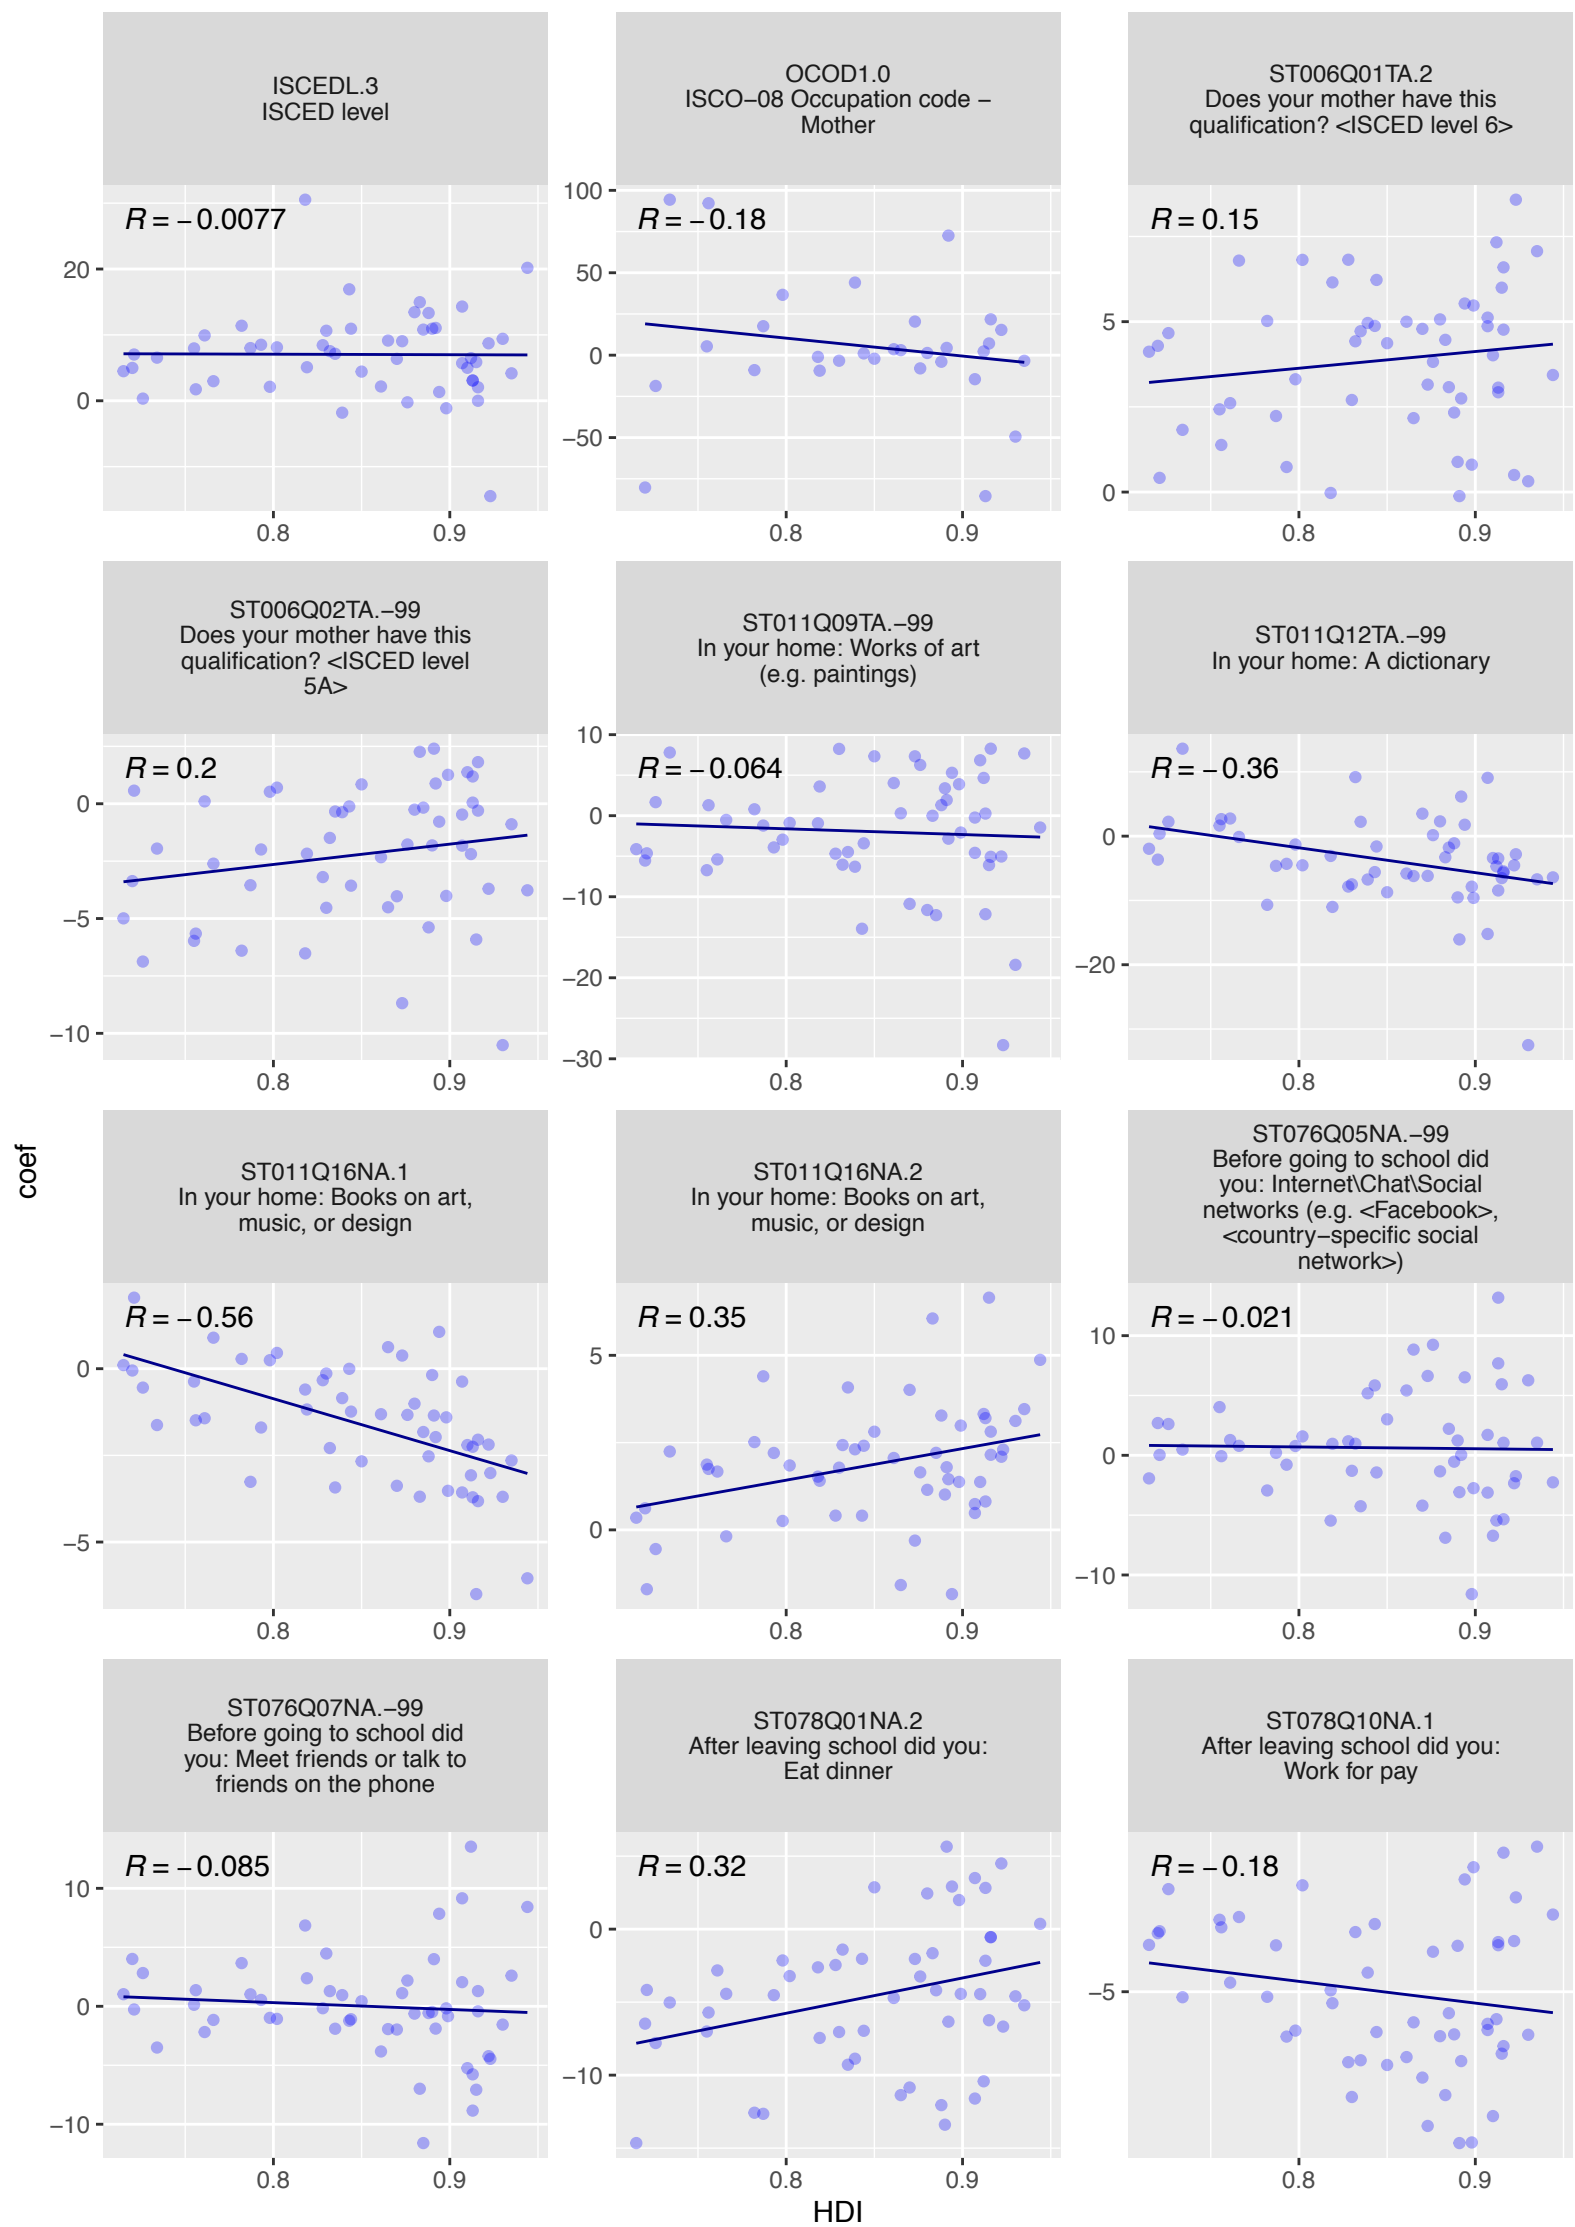 ISCEDL.3
ISCED level
OCOD1.0
ISCO−08 Occupation code −
Mother
ST006Q01TA.2
Does your mother have this
qualification? <ISCED level 6>
R = −0.0077
20
0
0.8
0.9
R = −0.18
100
50
0
−50
0.8
0.9
R = 0.15
5
0
0.8
0.9
ST006Q02TA.−99
Does your mother have this
qualification? <ISCED level
5A>
ST011Q09TA.−99
In your home: Works of art
(e.g. paintings)
ST011Q12TA.−99
In your home: A dictionary
R = 0.2
0
−5
−10
0.8
0.9
R = −0.064
10
0
−10
−20
−30
0.8
0.9
R = −0.36
0
−20
0.8
0.9
coef
ST011Q16NA.1
In your home: Books on art,
music, or design
ST011Q16NA.2
In your home: Books on art,
music, or design
ST076Q05NA.−99
Before going to school did
you: Internet\Chat\Social
networks (e.g. <Facebook>,
<country−specific social
network>)
R = −0.56
0
−5
0.8
0.9
R = 0.35
5
0
0.8
0.9
R = −0.021
10
0
−10
0.8
0.9
ST076Q07NA.−99
Before going to school did
you: Meet friends or talk to
friends on the phone
ST078Q01NA.2
After leaving school did you:
Eat dinner
ST078Q10NA.1
After leaving school did you:
Work for pay
R = −0.085
10
0
−10
0.8
0.9
R = 0.32
0
−10
0.8
0.9
R = −0.18
−5
0.8
0.9
HDI